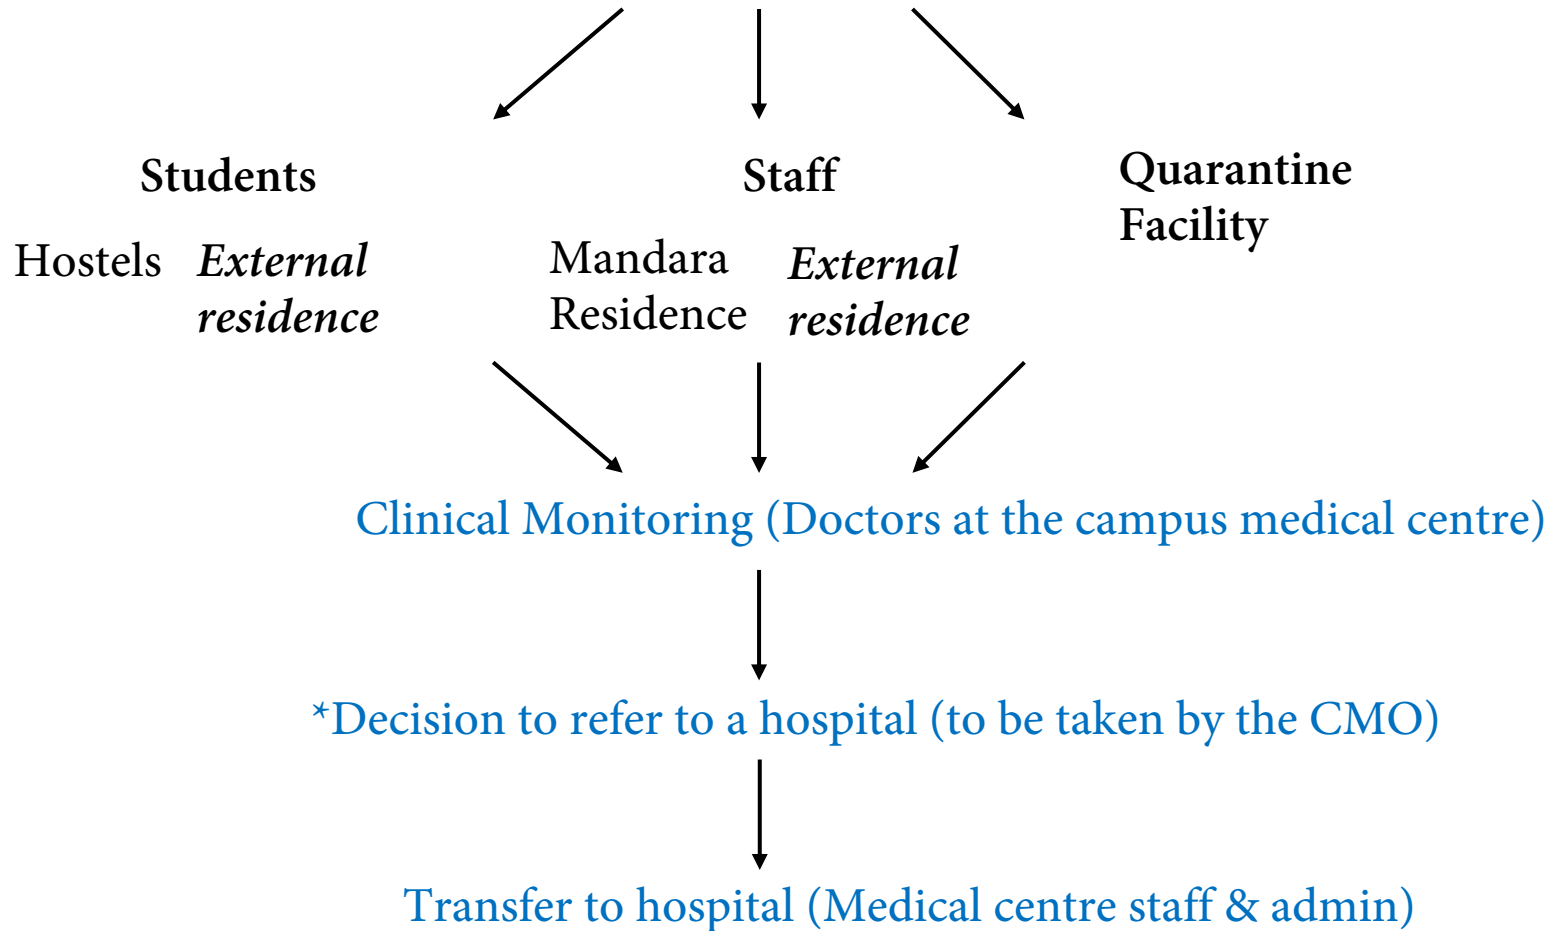 Students
Staff
Quarantine
Facility
Hostels
External
residence
Mandara
Residence
External
residence
Clinical Monitoring (Doctors at the campus medical centre)
*Decision to refer to a hospital (to be taken by the CMO)
Transfer to hospital (Medical centre staff & admin)